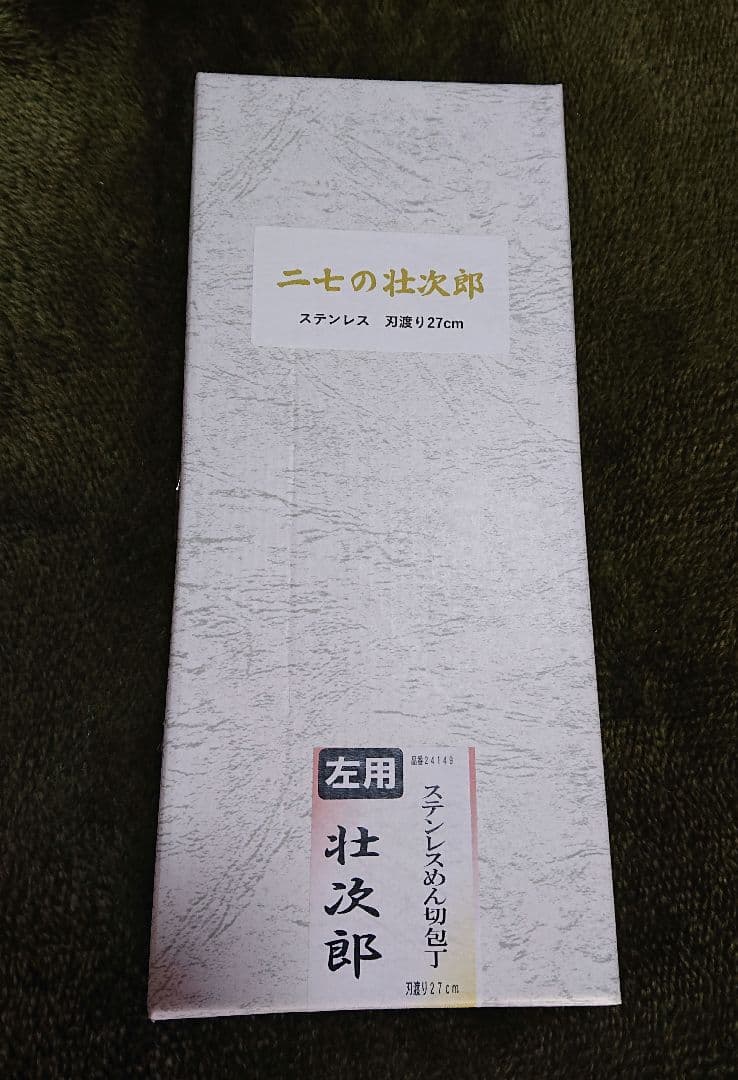 二七の壮次郎
ステンレス 刃渡り27cm
左用
品番24149
ステンレスめん切包丁
壮次郎
刃渡り27cm